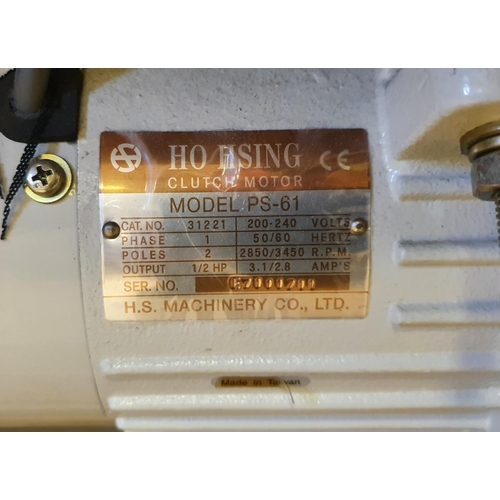 HO HSING CE
CLUTCH MOTOR
MODEL PS-61
CAT. NO. 31221 200-240 VOLTS
PHASE 1 50/60 HERTZ
POLES 2 2850/3450 R.P.M.
OUTPUT 1/2 HP 3.1/2.8 AMP'S
SER. NO.
H.S. MACHINERY CO., LTD.
Made in Taiwan